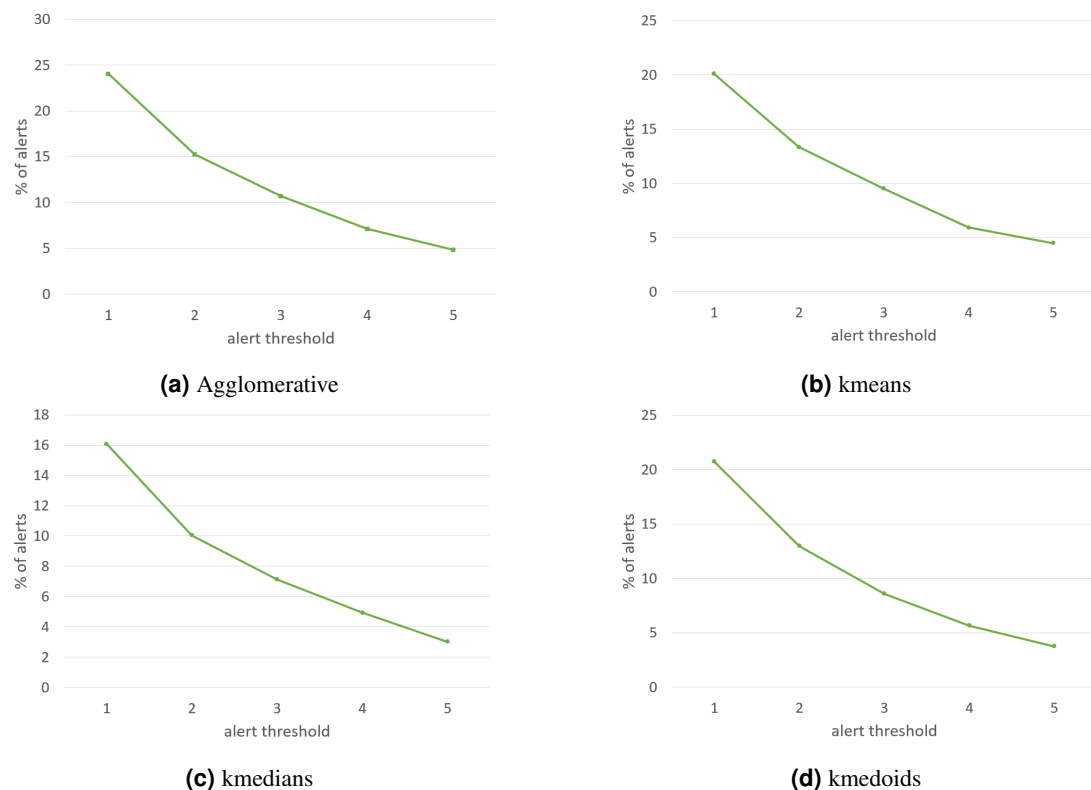 30
25
20
15
10
5
0
% of alerts
1 2 3 4 5
alert threshold
(a) Agglomerative
25
20
15
10
5
0
% of alerts
1 2 3 4 5
alert threshold
(b) kmeans
18
16
14
12
10
8
6
4
2
0
% of alerts
1 2 3 4 5
alert threshold
(c) kmedians
25
20
15
10
5
0
% of alerts
1 2 3 4 5
alert threshold
(d) kmedoids